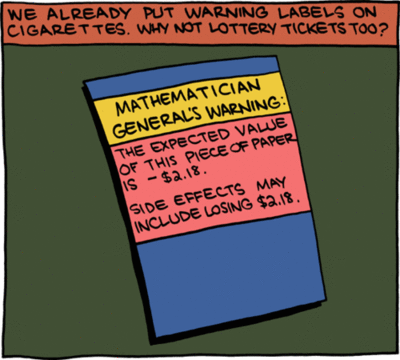 WE ALREADY PUT WARNING LABELS ON
CIGARETTES. WHY NOT LOTTERY TICKETS TOO?
MATHEMATICIAN
GENERAL'S WARNING:
THE EXPECTED VALUE
OF THIS PIECE OF PAPER
IS -$2.18.
SIDE EFFECTS MAY
INCLUDE LOSING $2.18.